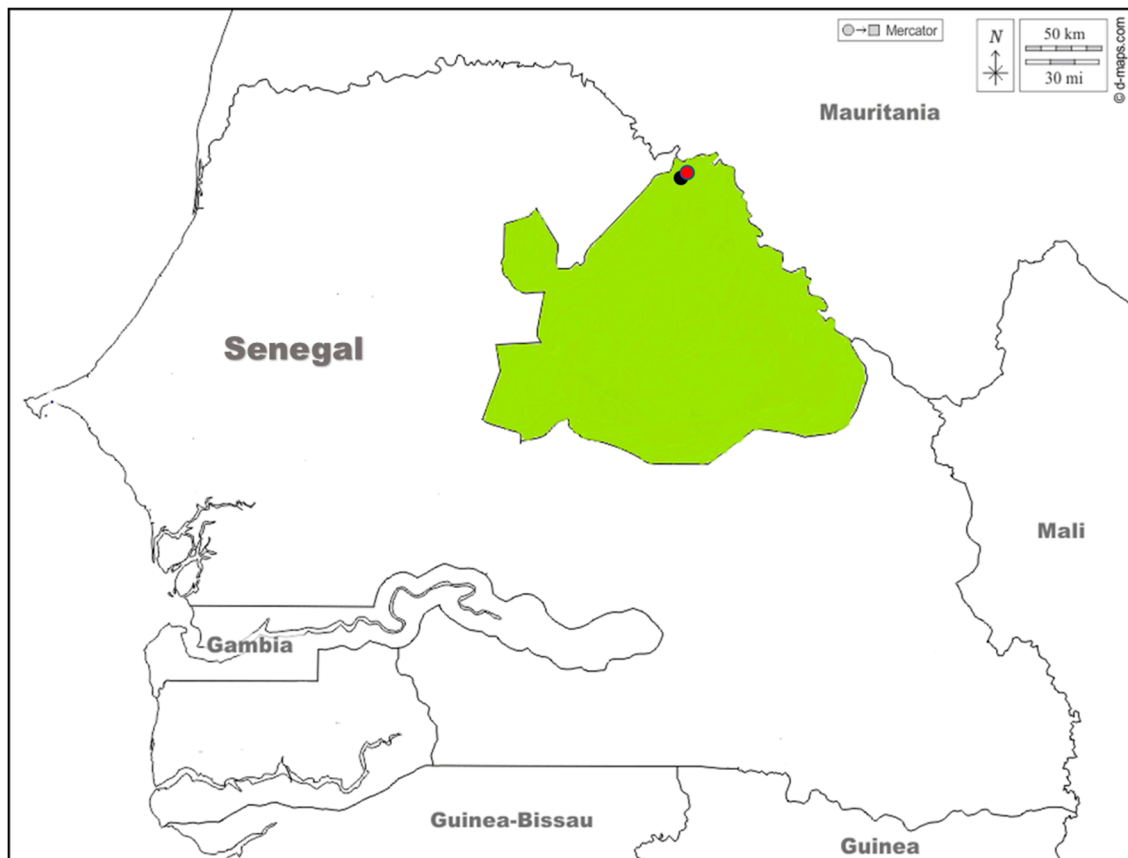 Mercator
N
50 km
30 mi
© d-maps.com
Mauritania
Senegal
Mali
Gambia
Guinea-Bissau
Guinea